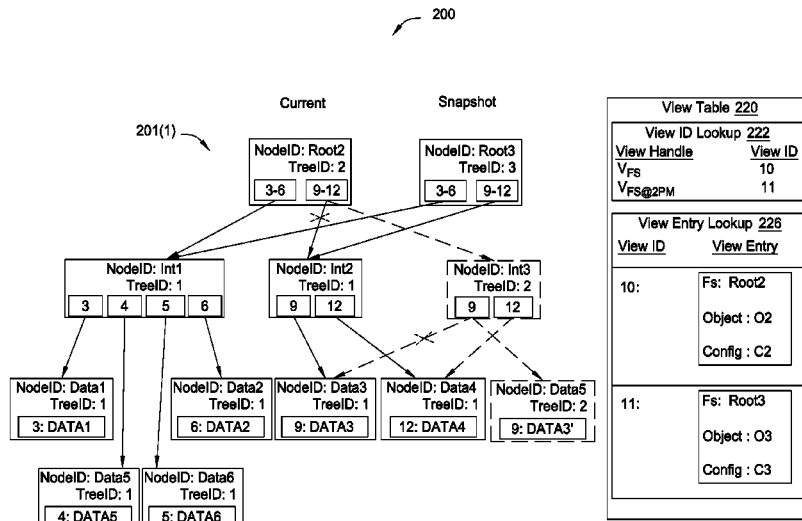 200
Current
Snapshot
201(1)
NodeID: Root2
TreeID: 2
3-6
9-12
NodeID: Root3
TreeID: 3
3-6
9-12
NodeID: Int1
TreeID: 1
3
4
5
6
NodeID: Int2
TreeID: 1
9
12
NodeID: Int3
TreeID: 2
9
12
NodeID: Data1
TreeID: 1
3: DATA1
NodeID: Data2
TreeID: 1
6: DATA2
NodeID: Data3
TreeID: 1
9: DATA3
NodeID: Data4
TreeID: 1
12: DATA4
NodeID: Data5
TreeID: 2
9: DATA3'
NodeID: Data5
TreeID: 1
4: DATA5
NodeID: Data6
TreeID: 1
5: DATA6
View Table 220
View ID Lookup 222
View Handle View ID
VFS 10
VFS@2PM 11
View Entry Lookup 226
View ID View Entry
10:
Fs: Root2
Object : O2
Config : C2
11:
Fs: Root3
Object : O3
Config : C3